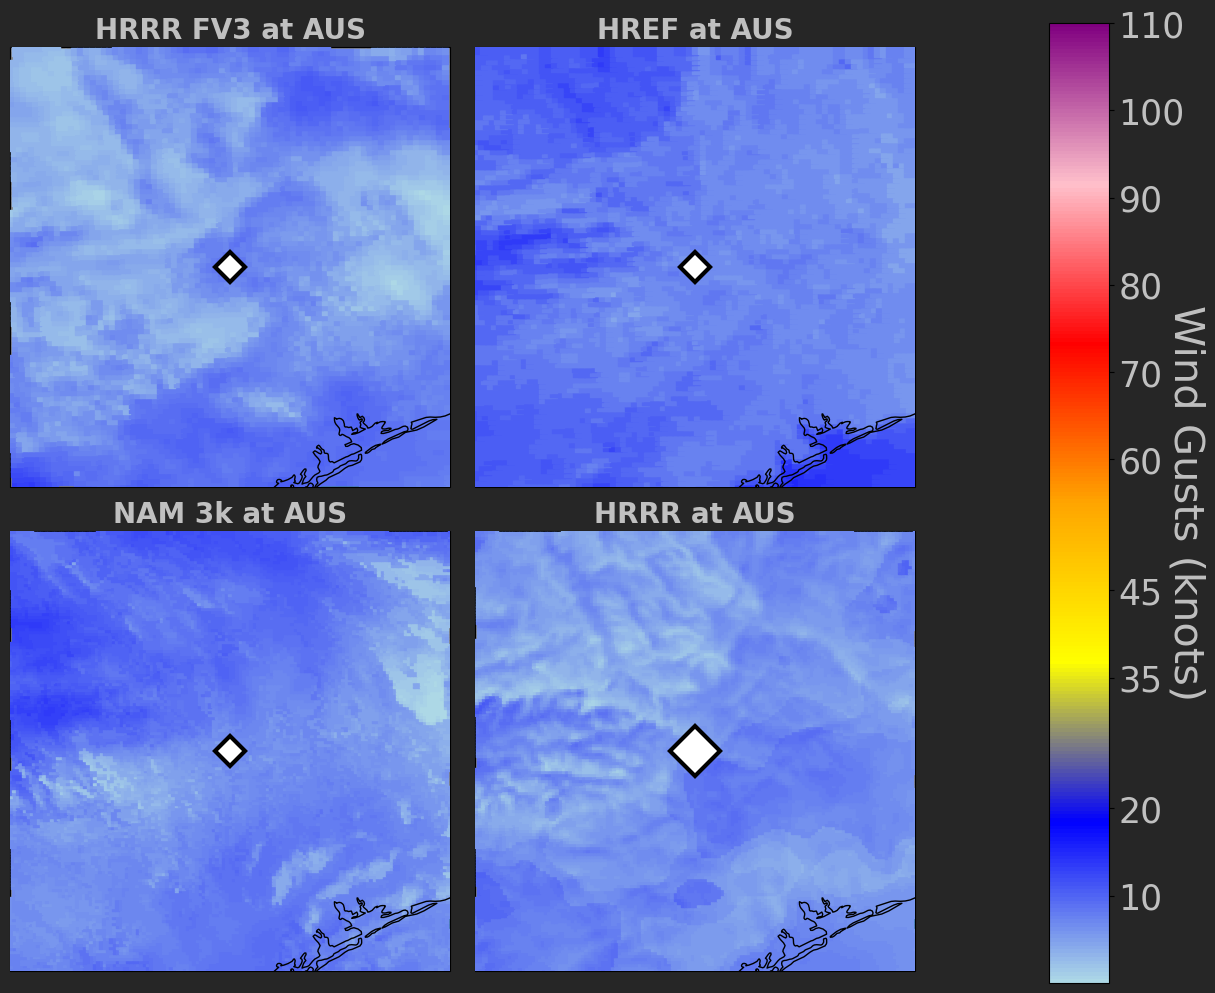 HRRR FV3 at AUS
HREF at AUS
NAM 3k at AUS
HRRR at AUS
110
100
90
80
70
60
45
35
20
10
Wind Gusts (knots)